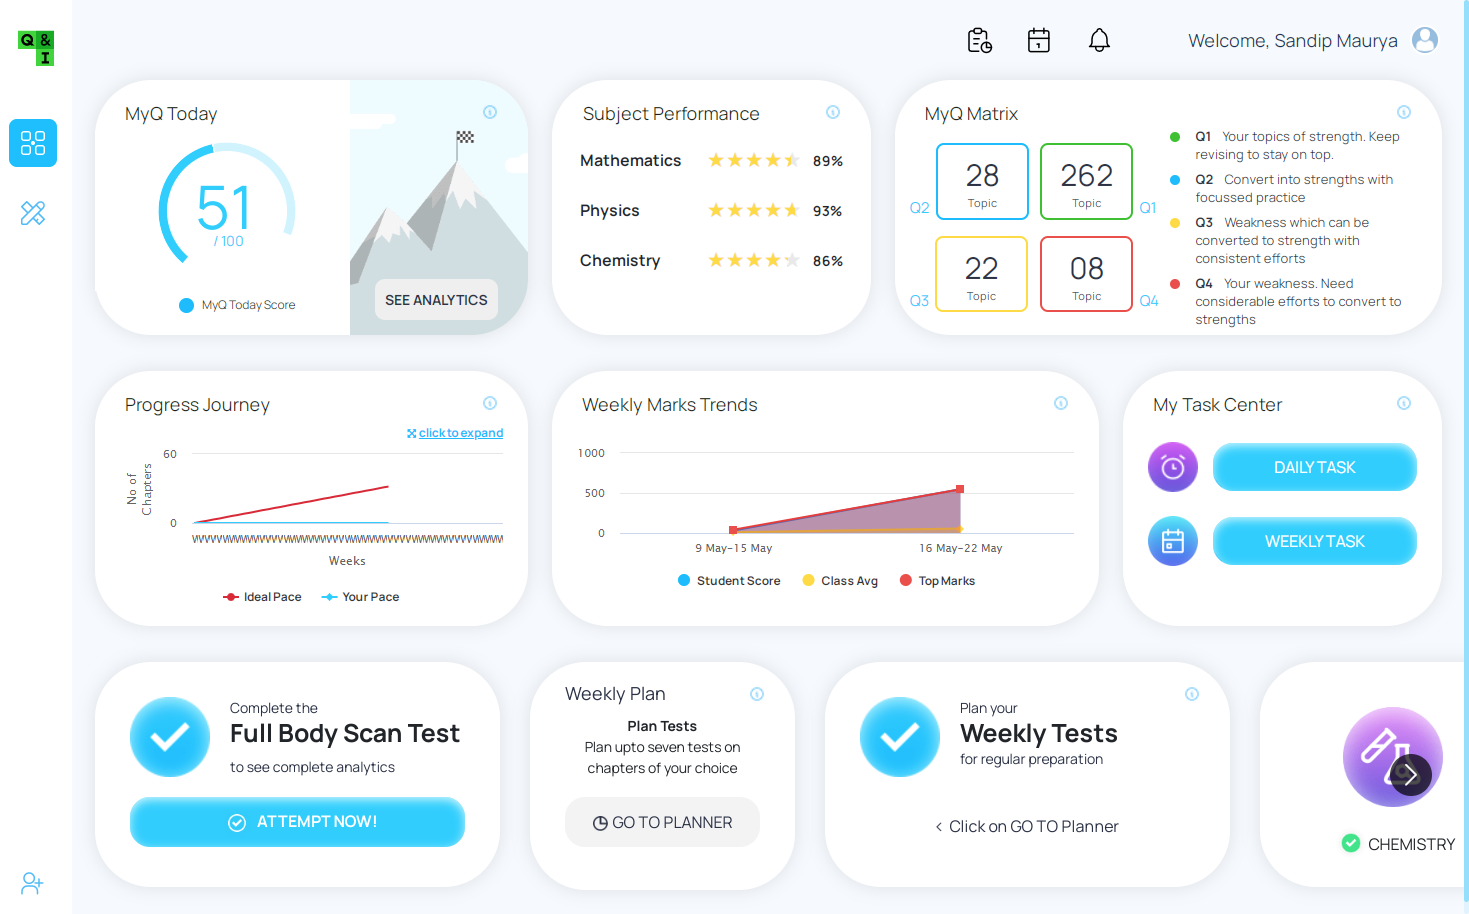 Q &
I
Welcome, Sandip Maurya
MyQ Today
51
/ 100
MyQ Today Score
SEE ANALYTICS
Subject Performance
Mathematics 89%
Physics 93%
Chemistry 86%
MyQ Matrix
Q2
28
Topic
262
Topic
Q1
Q3
22
Topic
08
Topic
Q4
Q1 Your topics of strength. Keep
revising to stay on top.
Q2 Convert into strengths with
focussed practice
Q3 Weakness which can be
converted to strength with
consistent efforts
Q4 Your weakness. Need
considerable efforts to convert to
strengths
Progress Journey
click to expand
No of
Chapters
60
0
Weeks
Ideal Pace Your Pace
Weekly Marks Trends
1000
500
0
9 May-15 May 16 May-22 May
Student Score Class Avg Top Marks
My Task Center
DAILY TASK
WEEKLY TASK
Complete the
Full Body Scan Test
to see complete analytics
ATTEMPT NOW!
Weekly Plan
Plan Tests
Plan upto seven tests on
chapters of your choice
GO TO PLANNER
Plan your
Weekly Tests
for regular preparation
< Click on GO TO Planner
CHEMISTRY